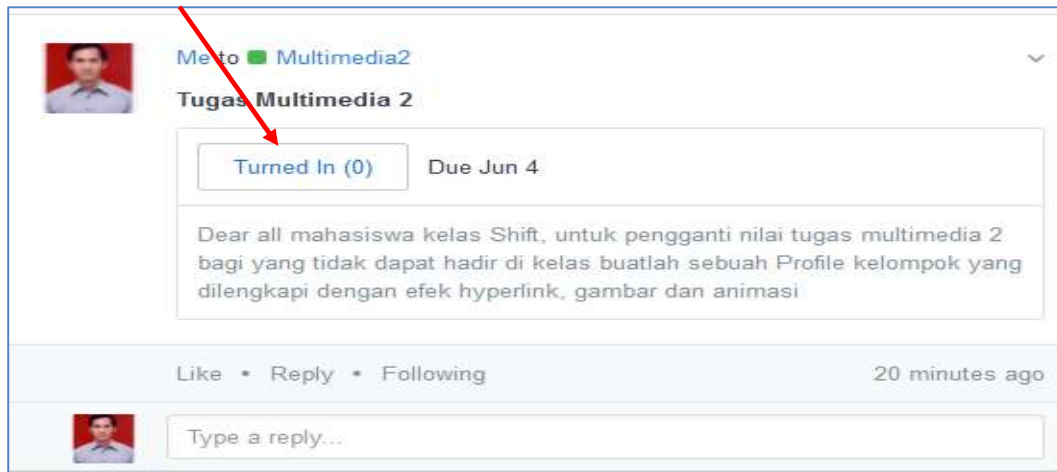 Me to Multimedia2
Tugas Multimedia 2
Turned In (0) Due Jun 4
Dear all mahasiswa kelas Shift, untuk pengganti nilai tugas multimedia 2
bagi yang tidak dapat hadir di kelas buatlah sebuah Profile kelompok yang
dilengkapi dengan efek hyperlink, gambar dan animasi
Like • Reply • Following 20 minutes ago
Type a reply...